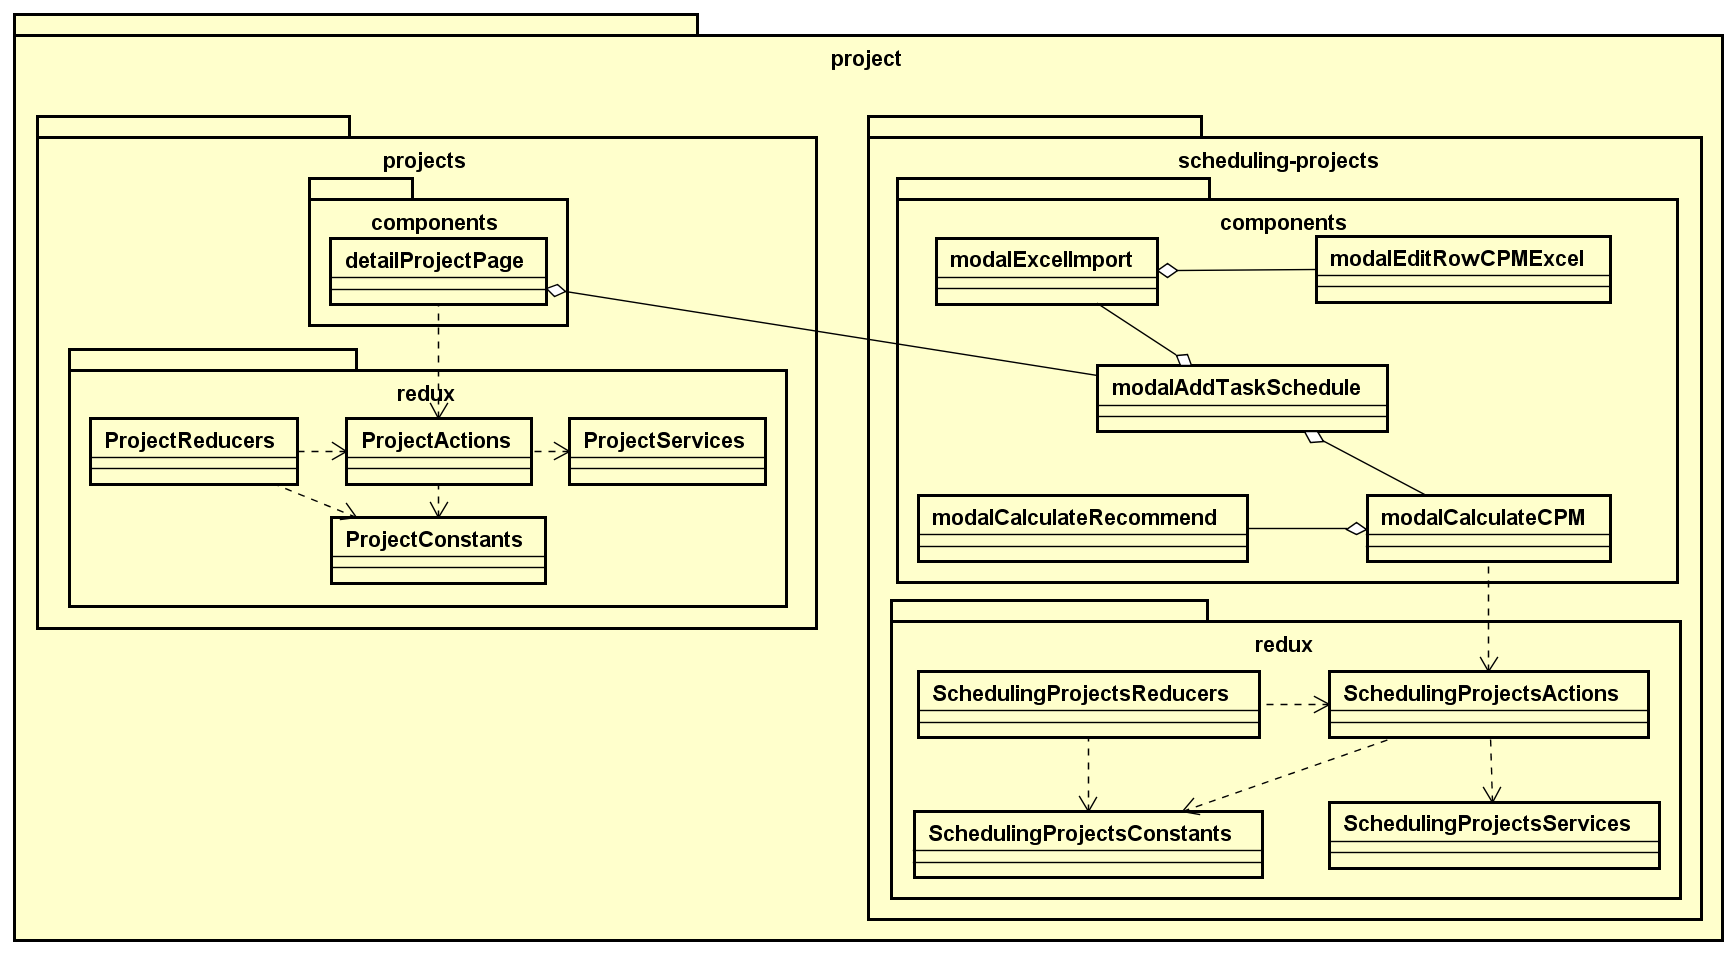 project
projects
components
detailProjectPage
redux
ProjectReducers
ProjectActions
ProjectServices
ProjectConstants
scheduling-projects
components
modalExcelImport
modalEditRowCPMExcel
modalAddTaskSchedule
modalCalculateRecommend
modalCalculateCPM
redux
SchedulingProjectsReducers
SchedulingProjectsActions
SchedulingProjectsConstants
SchedulingProjectsServices